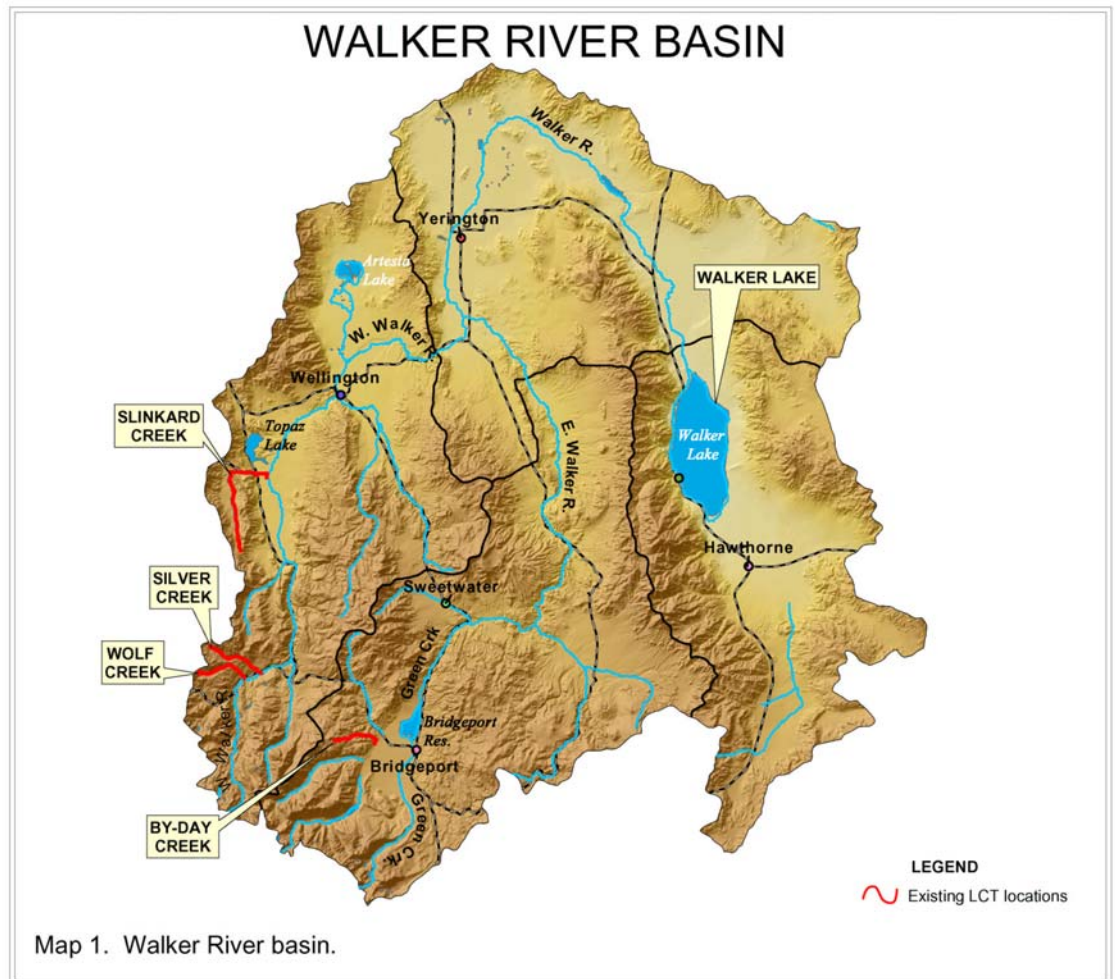 WALKER RIVER BASIN
Walker R.
Yerington
Artesia
Lake
WALKER LAKE
W. Walker R.
Wellington
SLINKARD
CREEK
Topaz
Lake
E. Walker R.
Walker
Lake
Hawthorne
SILVER
CREEK
Sweetwater
WOLF
CREEK
Green Crk
W. Walker R.
Bridgeport
Res.
Bridgeport
BY-DAY
CREEK
Green Crk.
LEGEND
Existing LCT locations
Map 1. Walker River basin.